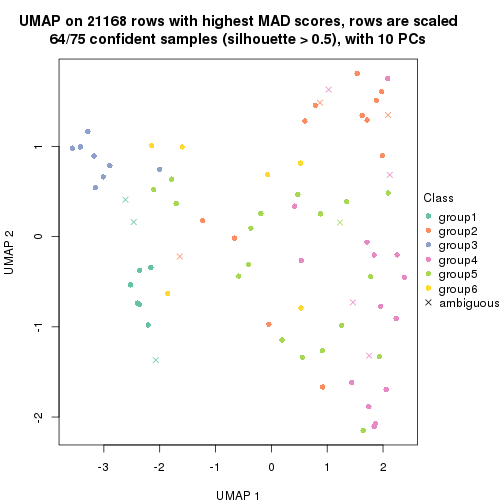 UMAP on 21168 rows with highest MAD scores, rows are scaled
64/75 confident samples (silhouette > 0.5), with 10 PCs
UMAP 2
1
0
-1
-2
-3
-2
-1
0
1
2
UMAP 1
Class
group1
group2
group3
group4
group5
group6
ambiguous